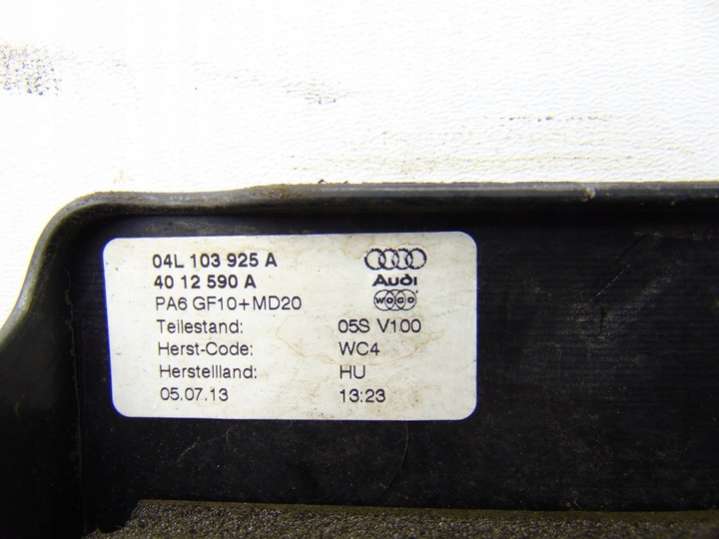 04L 103 925 A
40 12 590 A Audi
PA6 GF10+MD20 WOCO
Teilestand: 05S V100
Herst-Code: WC4
Herstellland: HU
05.07.13 13:23